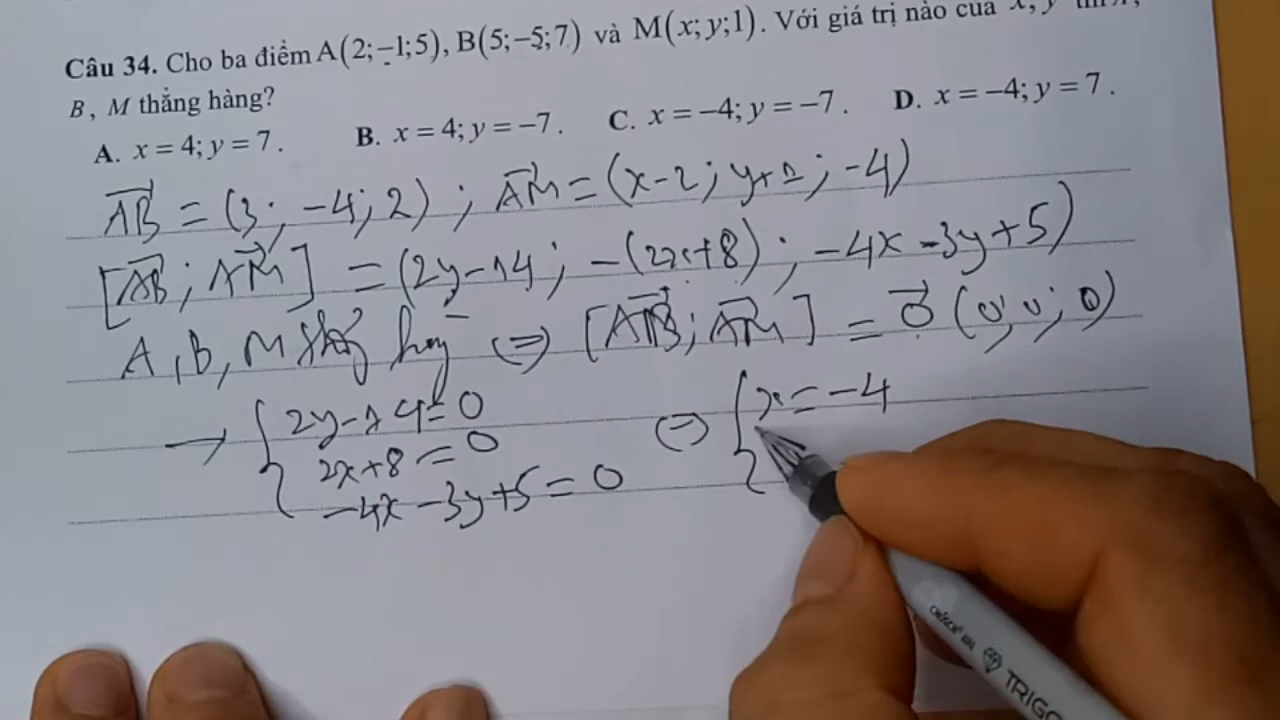 Câu 34. Cho ba điểm A(2;-1;5), B(5;-5;7) và M(x;y;1). Với giá trị nào của x, y
B, M thẳng hàng?
A. x = 4; y = 7. B. x = 4; y = -7. C. x = -4; y = -7. D. x = -4; y = 7.
AB = (3; -4; 2) ; AM = (x-2; y+1; -4)
[AB; AM] = (2y-14; -(2x+8); -4x-3y+5)
A, B, M thẳng hàng ⇔ [AB; AM] = 0 (0; 0; 0)
→ { 2y-14=0
2x+8=0
-4x-3y+5=0
⇔ { x=-4
TRIG